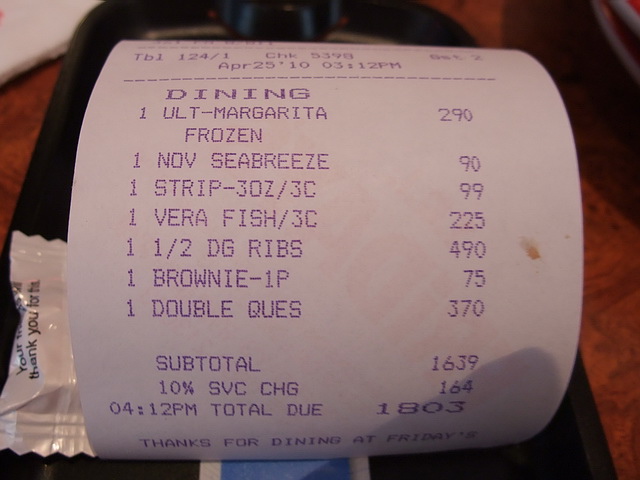 Tbl 124/1 Chk 5398 Gst 2
Apr25'10 03:12PM
DINING
1 ULT-MARGARITA 290
FROZEN
1 NOV SEABREEZE 90
1 STRIP-3OZ/3C 99
1 VERA FISH/3C 225
1 1/2 DG RIBS 490
1 BROWNIE-1P 75
1 DOUBLE QUES 370
SUBTOTAL 1639
10% SVC CHG 164
04:12PM TOTAL DUE 1803
THANKS FOR DINING AT FRIDAY'S
thank you for